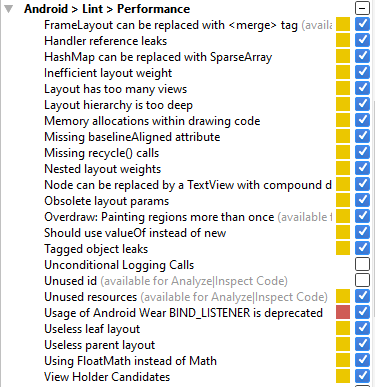 Android > Lint > Performance
FrameLayout can be replaced with <merge> tag (availa
Handler reference leaks
HashMap can be replaced with SparseArray
Inefficient layout weight
Layout has too many views
Layout hierarchy is too deep
Memory allocations within drawing code
Missing baselineAligned attribute
Missing recycle() calls
Nested layout weights
Node can be replaced by a TextView with compound d
Obsolete layout params
Overdraw: Painting regions more than once (available f
Should use valueOf instead of new
Tagged object leaks
Unconditional Logging Calls
Unused id (available for Analyze|Inspect Code)
Unused resources (available for Analyze|Inspect Code)
Usage of Android Wear BIND_LISTENER is deprecated
Useless leaf layout
Useless parent layout
Using FloatMath instead of Math
View Holder Candidates